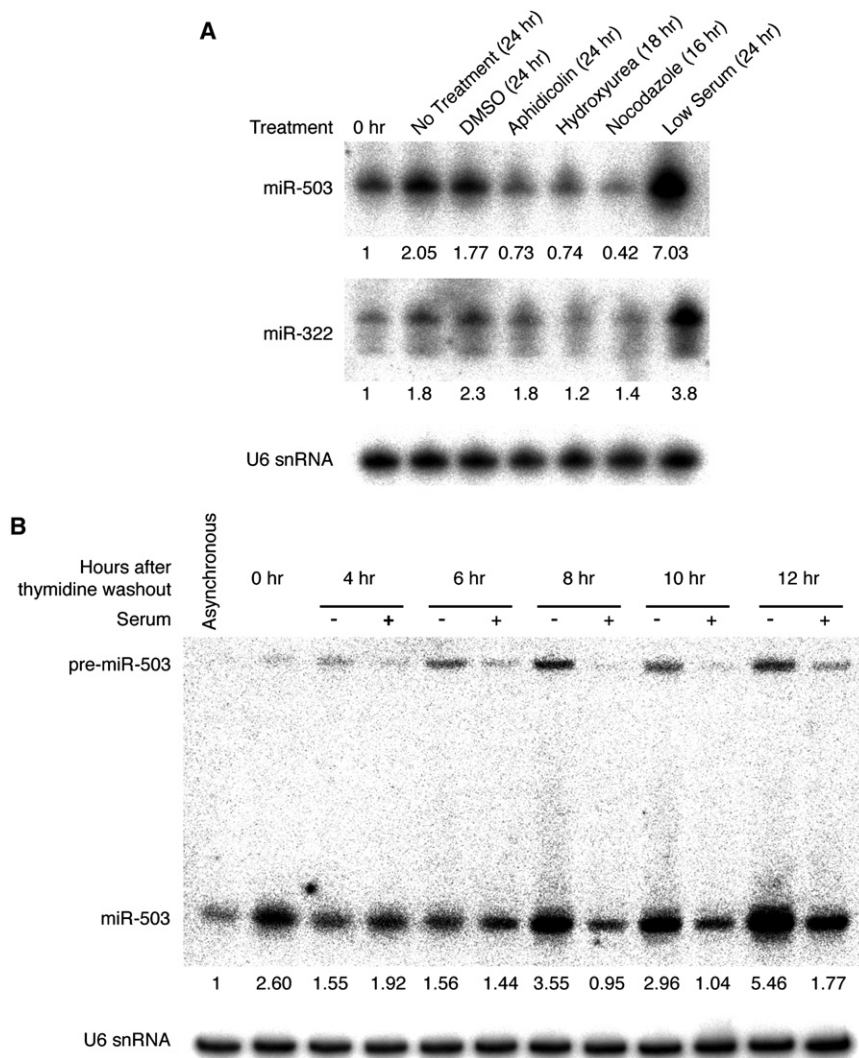 A
Treatment 0 hr No Treatment (24 hr) DMSO (24 hr) Aphidicolin (24 hr) Hydroxyurea (18 hr) Nocodazole (16 hr) Low Serum (24 hr)
miR-503
1 2.05 1.77 0.73 0.74 0.42 7.03
miR-322
1 1.8 2.3 1.8 1.2 1.4 3.8
U6 snRNA
B
Asynchronous
Hours after
thymidine washout 0 hr 4 hr 6 hr 8 hr 10 hr 12 hr
Serum - + - + - + - + - +
pre-miR-503
miR-503
1 2.60 1.55 1.92 1.56 1.44 3.55 0.95 2.96 1.04 5.46 1.77
U6 snRNA